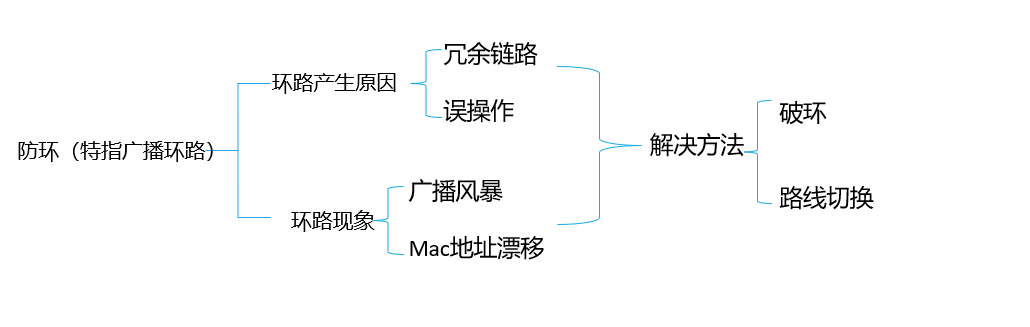 防环（特指广播环路）
环路产生原因
冗余链路
误操作
环路现象
广播风暴
Mac地址漂移
解决方法
破环
路线切换